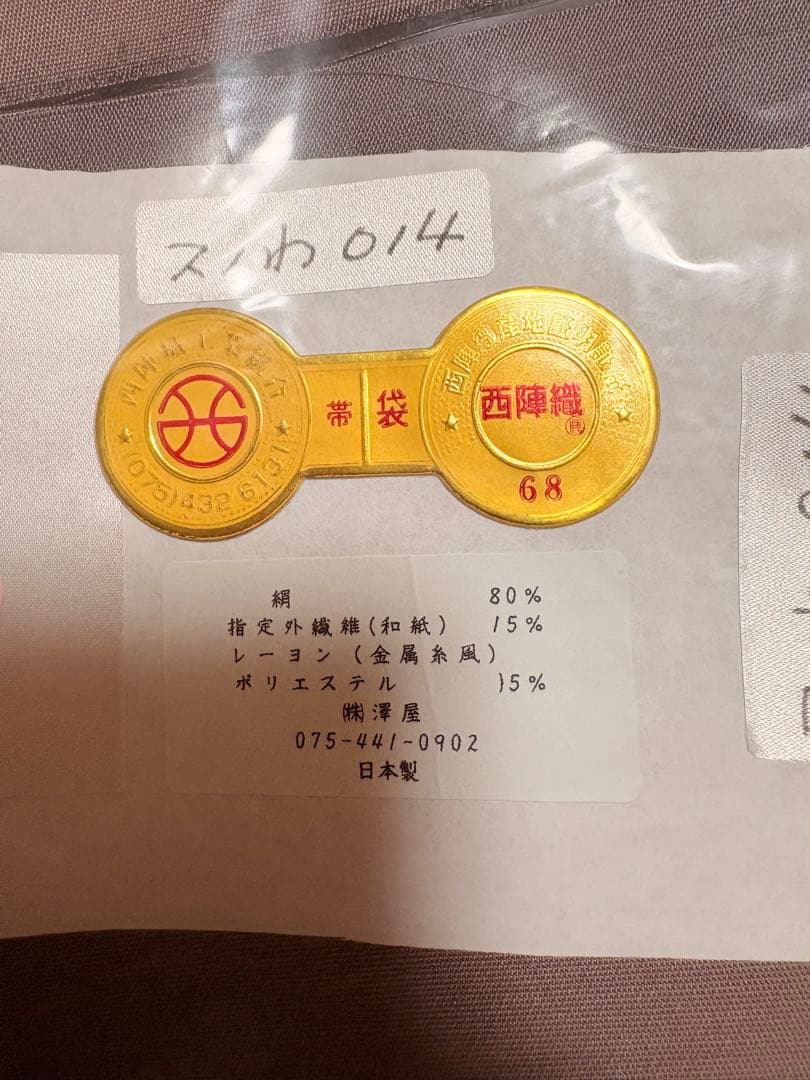 スノわ 014
西陣織工業組合
(075)432 6131
帯
袋
西陣織産地証明
西陣織
68
絹 80%
指定外繊維(和紙) 15%
レーヨン(金属糸風)
ポリエステル }5%
㈱澤屋
075-441-0902
日本製